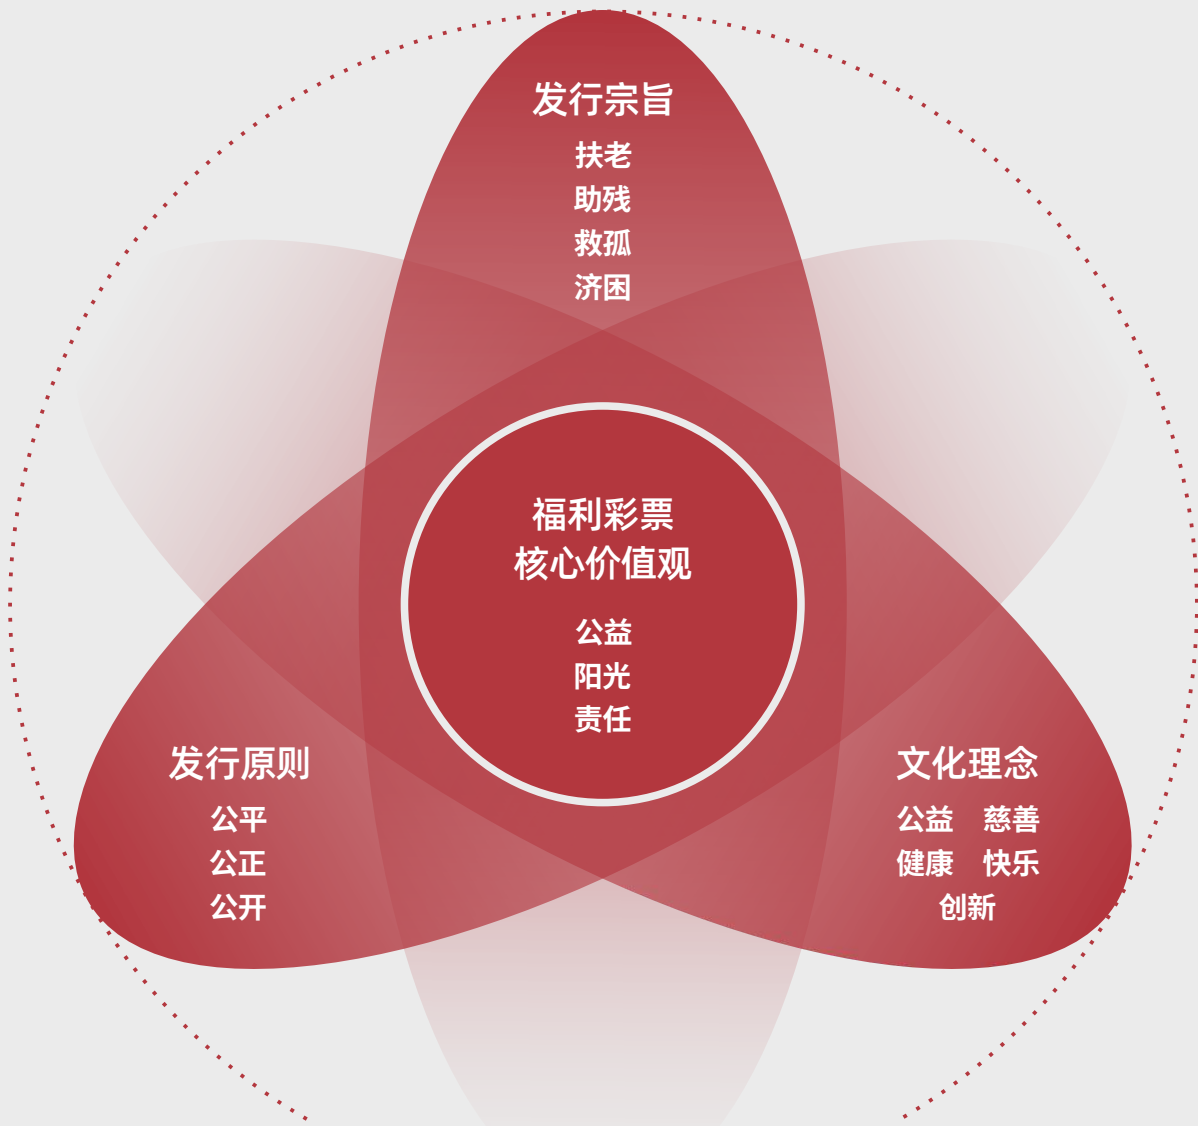 发行宗旨
扶老
助残
救孤
济困
福利彩票
核心价值观
公益
阳光
责任
发行原则
公平
公正
公开
文化理念
公益 慈善
健康 快乐
创新